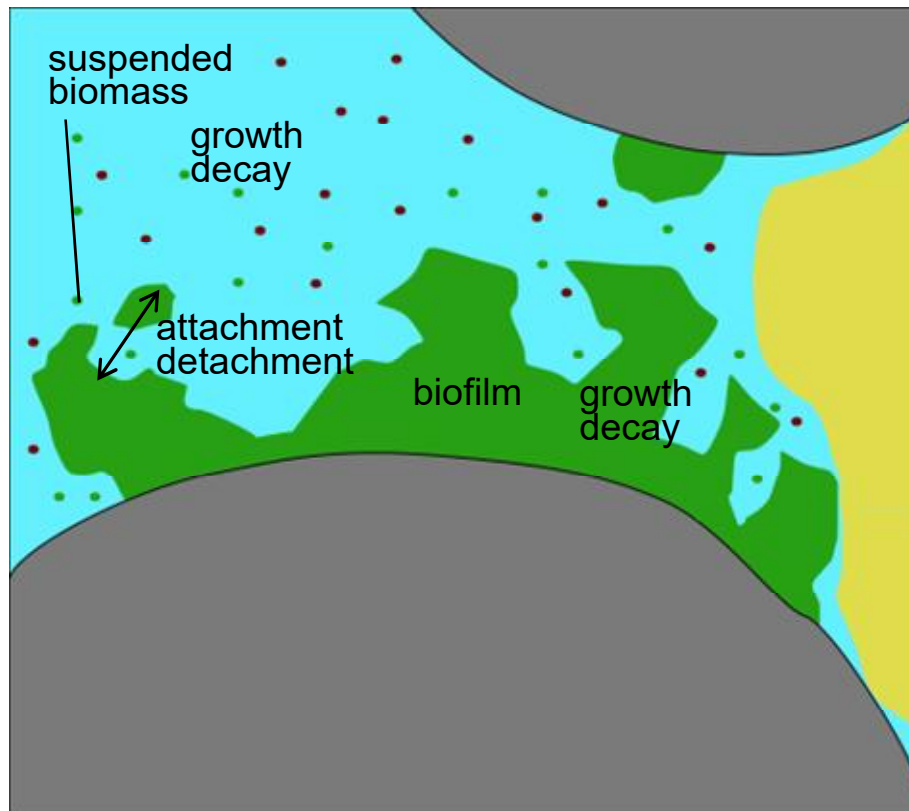 suspended
biomass
growth
decay
attachment
detachment
biofilm
growth
decay